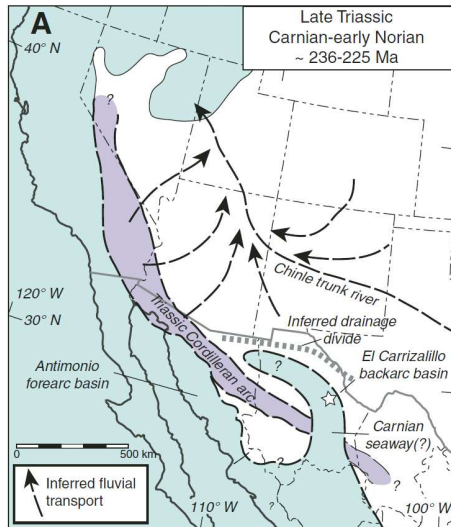 A
Late Triassic
Carnian-early Norian
~ 236-225 Ma
40° N
?
Chinle trunk river
120° W
30° N
Triassic Cordilleran arc
Inferred drainage
divide
?
El Carrizalillo
backarc basin
Antimonio
forearc basin
Carnian
seaway(?)
0
500 km
?
?
?
Inferred fluvial
transport
110° W
?
100° W